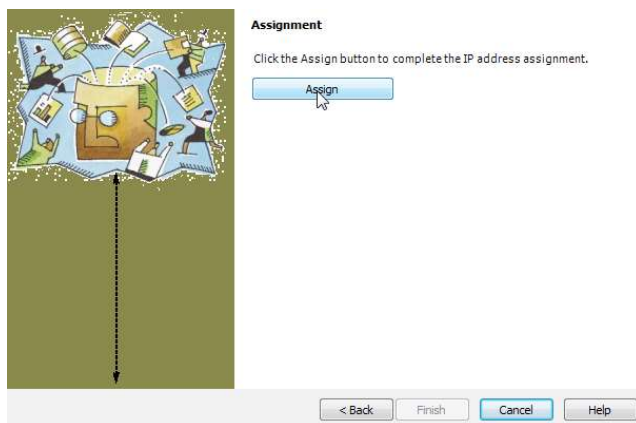 Assignment
Click the Assign button to complete the IP address assignment.
Assign
< Back Finish Cancel Help